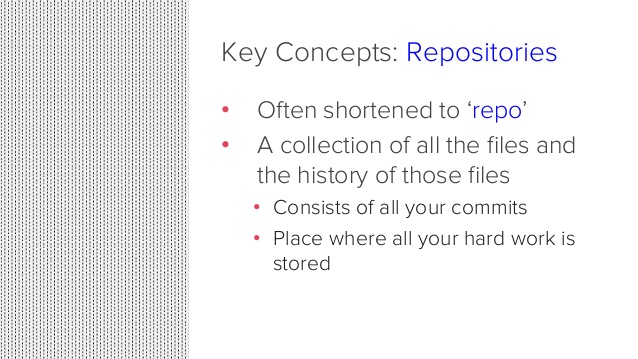 Key Concepts: Repositories
• Often shortened to ‘repo’
• A collection of all the files and
the history of those files
• Consists of all your commits
• Place where all your hard work is
stored